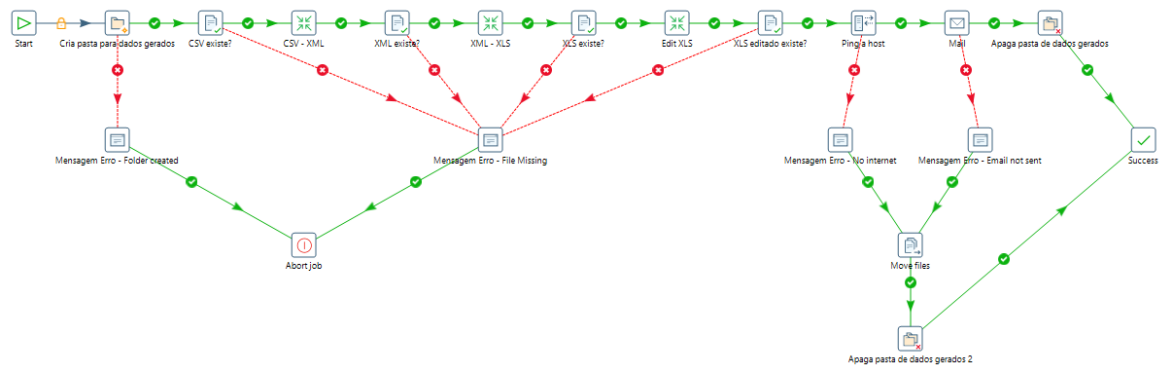 Start
Cria pasta para dados gerados
CSV existe?
CSV - XML
XML existe?
XML - XLS
XLS existe?
Edit XLS
XLS editado existe?
Ping a host
Mail
Apaga pasta de dados gerados
Mensagem Erro - Folder created
Mensagem Erro - File Missing
Mensagem Erro - No internet
Mensagem Erro - Email not sent
Success
Abort job
Move files
Apaga pasta de dados gerados 2